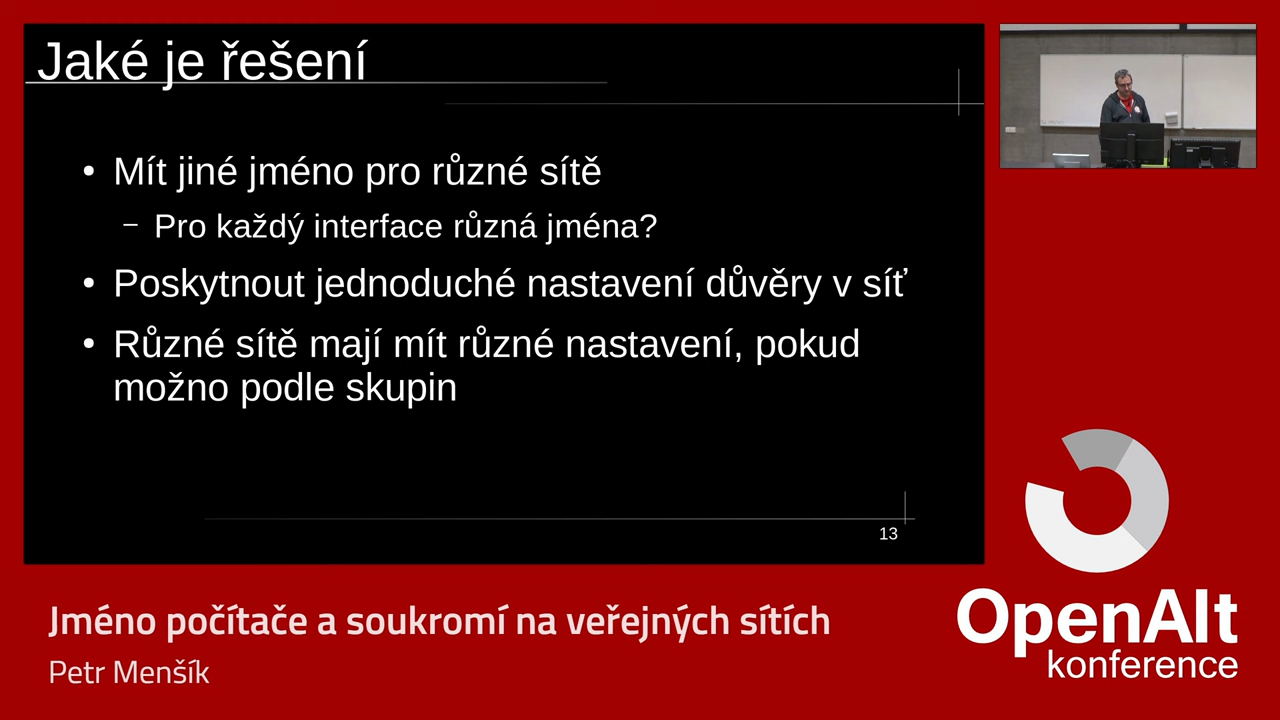 Jaké je řešení
● Mít jiné jméno pro různé sítě
– Pro každý interface různá jména?
● Poskytnout jednoduché nastavení důvěry v síť
● Různé sítě mají mít různé nastavení, pokud
možno podle skupin
13
Jméno počítače a soukromí na veřejných sítích
Petr Menšík
OpenAlt
konference